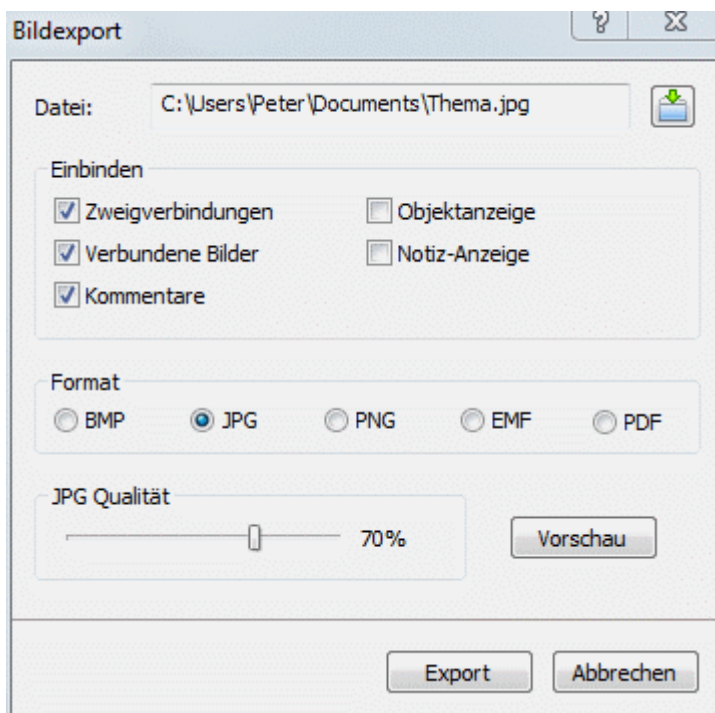 Bildexport
Datei: C:\Users\Peter\Documents\Thema.jpg
Einbinden
Zweigverbindungen Objektanzeige
Verbundene Bilder Notiz-Anzeige
Kommentare
Format
BMP JPG PNG EMF PDF
JPG Qualität
70% Vorschau
Export Abbrechen